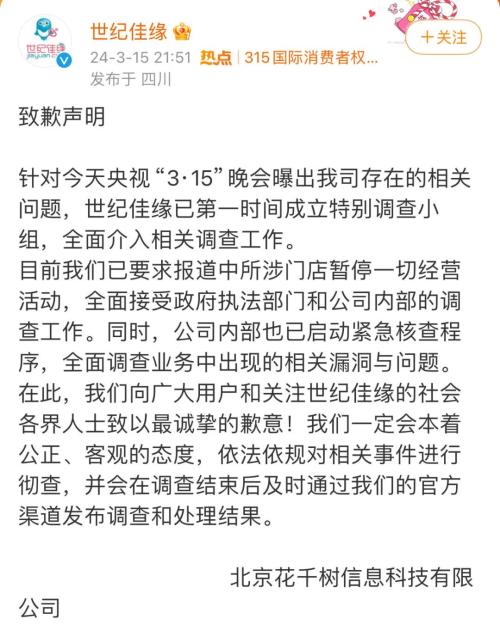 世纪佳缘
世纪佳缘
jiayuan
24-3-15 21:51 热点 315国际消费者权...
发布于 四川
+关注
致歉声明
针对今天央视“3·15”晚会曝出我司存在的相关
问题，世纪佳缘已第一时间成立特别调查小
组，全面介入相关调查工作。
目前我们已要求报道中所涉门店暂停一切经营
活动，全面接受政府执法部门和公司内部的调
查工作。同时，公司内部也已启动紧急核查程
序，全面调查业务中出现的相关漏洞与问题。
在此，我们向广大用户和关注世纪佳缘的社会
各界人士致以最诚挚的歉意！我们一定会本着
公正、客观的态度，依法依规对相关事件进行
彻查，并会在调查结束后及时通过我们的官方
渠道发布调查和处理结果。
北京花千树信息科技有限
公司